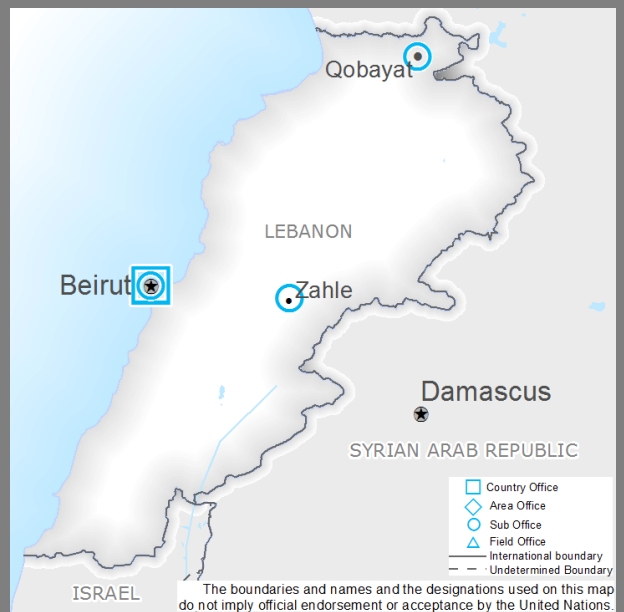 Qobayat
LEBANON
Beirut
Zahle
Damascus
SYRIAN ARAB REPUBLIC
Country Office
Area Office
Sub Office
Field Office
International boundary
Undetermined Boundary
ISRAEL
The boundaries and names and the designations used on this map
do not imply official endorsement or acceptance by the United Nations.